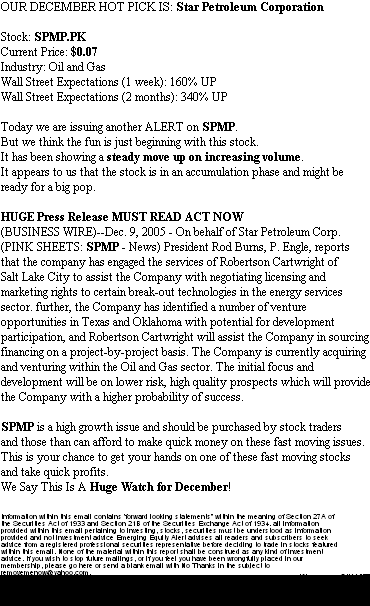 OUR DECEMBER HOT PICK IS: Star Petroleum Corporation
Stock: SPMP.PK
Current Price: $0.07
Industry: Oil and Gas
Wall Street Expectations (1 week): 160% UP
Wall Street Expectations (2 months): 340% UP
Today we are issuing another ALERT on SPMP.
But we think the fun is just beginning with this stock.
It has been showing a steady move up on increasing volume.
It appears to us that the stock is in an accumulation phase and might be
ready for a big pop.
HUGE Press Release MUST READ ACT NOW
(BUSINESS WIRE)--Dec. 9, 2005 - On behalf of Star Petroleum Corp.
(PINK SHEETS: SPMP - News) President Rod Burns, P. Engle, reports
that the company has engaged the services of Robertson Cartwright of
Salt Lake City to assist the Company with negotiating licensing and
marketing rights to certain break-out technologies in the energy services
sector. further, the Company has identified a number of venture
opportunities in Texas and Oklahoma with potential for development
participation, and Robertson Cartwright will assist the Company in sourcing
financing on a project-by-project basis. The Company is currently acquiring
and venturing within the Oil and Gas sector. The initial focus and
development will be on lower risk, high quality prospects which will provide
the Company with a higher probability of success.
SPMP is a high growth issue and should be purchased by stock traders
and those than can afford to make quick money on these fast moving issues.
This is your chance to get your hands on one of these fast moving stocks
and take quick profits.
We Say This Is A Huge Watch for December!
Information within this email contains "forward looking statements" within the meaning of Section 27A of
the Securities Act of 1933 and Section 21B of the Securities Exchange Act of 1934. all information
provided within this email pertaining to investing, stocks, securities must be understood as information
provided and not investment advice. Emerging Equity Alert advises all readers and subscribers to seek
advice from a registered professional securities representative before deciding to trade in stocks featured
within this email. None of the material within this report shall be construed as any kind of investment
advice. If you wish to stop future mailings, or if you feel you have been wrongfully placed in our
membership, please go here or send a blank email with No Thanks in the subject to
removemenow@yahoo.com.